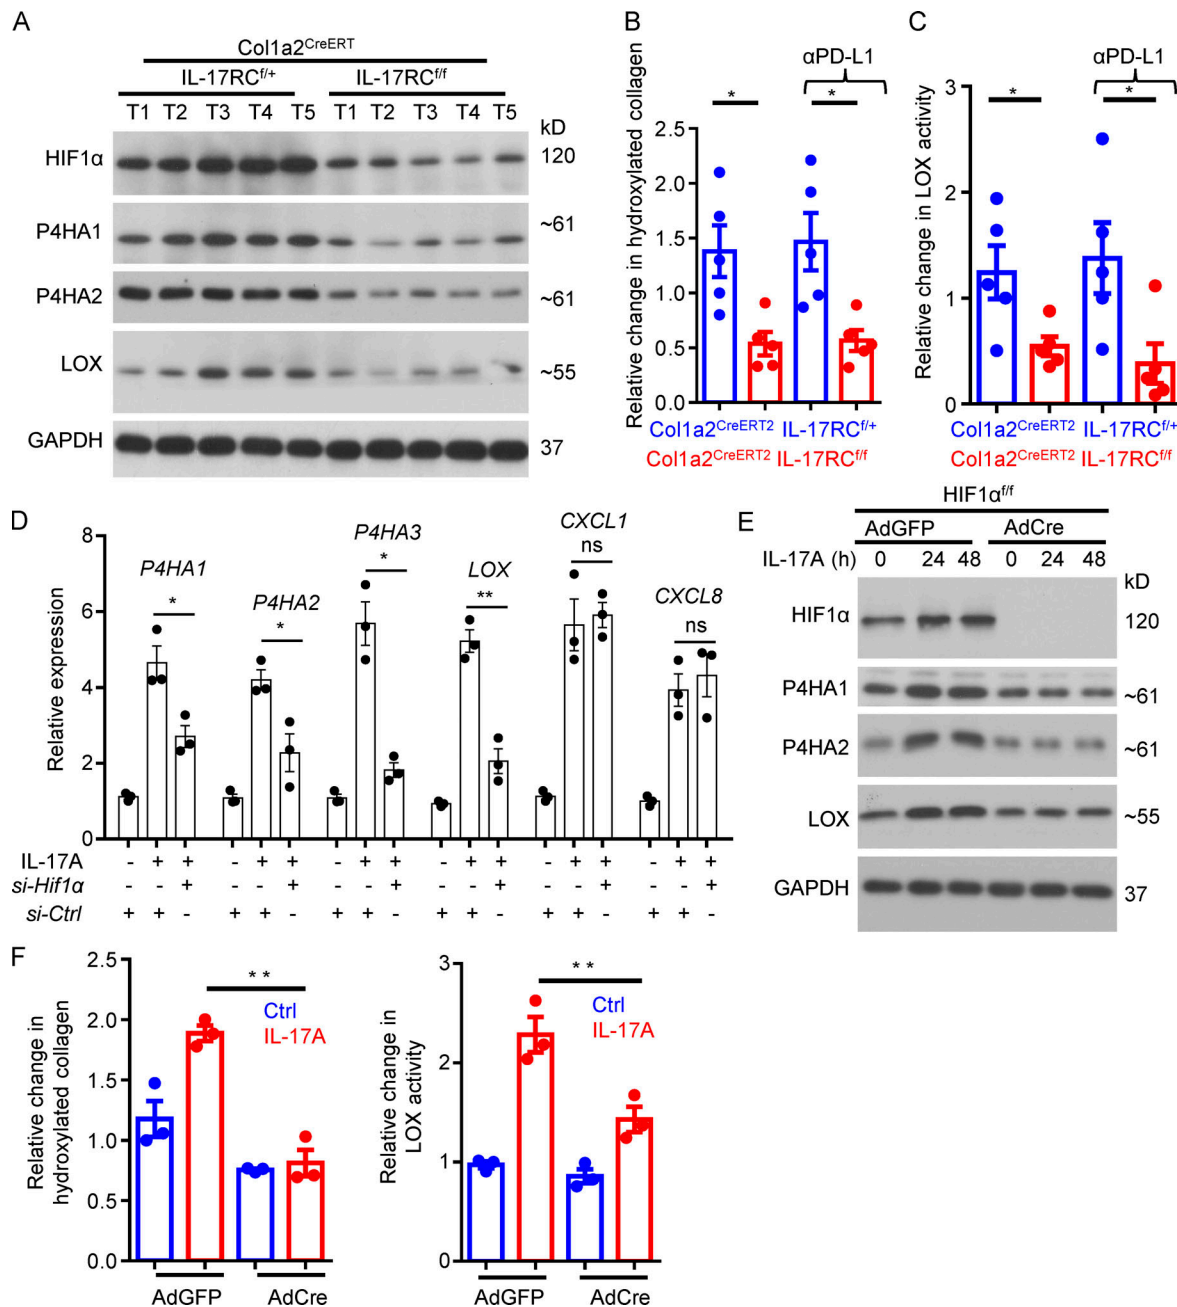 A
Col1a2CreERT
IL-17RCf/+ IL-17RCf/f
T1 T2 T3 T4 T5 T1 T2 T3 T4 T5
kD
HIF1α 120
P4HA1 ~61
P4HA2 ~61
LOX ~55
GAPDH 37
B
Relative change in hydroxylated collagen
αPD-L1
* *
2.5
2.0
1.5
1.0
0.5
0.0
Col1a2CreERT2 IL-17RCf/+
Col1a2CreERT2 IL-17RCf/f
C
Relative change in LOX activity
αPD-L1
* *
3
2
1
0
Col1a2CreERT2 IL-17RCf/+
Col1a2CreERT2 IL-17RCf/f
D
Relative expression
8
6
4
2
0
P4HA1 P4HA2 P4HA3 LOX CXCL1 CXCL8
* * * ** ns ns
IL-17A - + + - + + - + + - + + - + + - + +
si-Hif1α - - + - - + - - + - - + - - + - - +
si-Ctrl + + - + + - + + - + + - + + - + + -
E
HIF1αf/f
AdGFP AdCre
IL-17A (h) 0 24 48 0 24 48
kD
HIF1α 120
P4HA1 ~61
P4HA2 ~61
LOX ~55
GAPDH 37
F
Relative change in
hydroxylated collagen
2.5
2.0
1.5
1.0
0.5
0.0
**
Ctrl
IL-17A
AdGFP AdCre
Relative change in
LOX activity
3
2
1
0
**
Ctrl
IL-17A
AdGFP AdCre